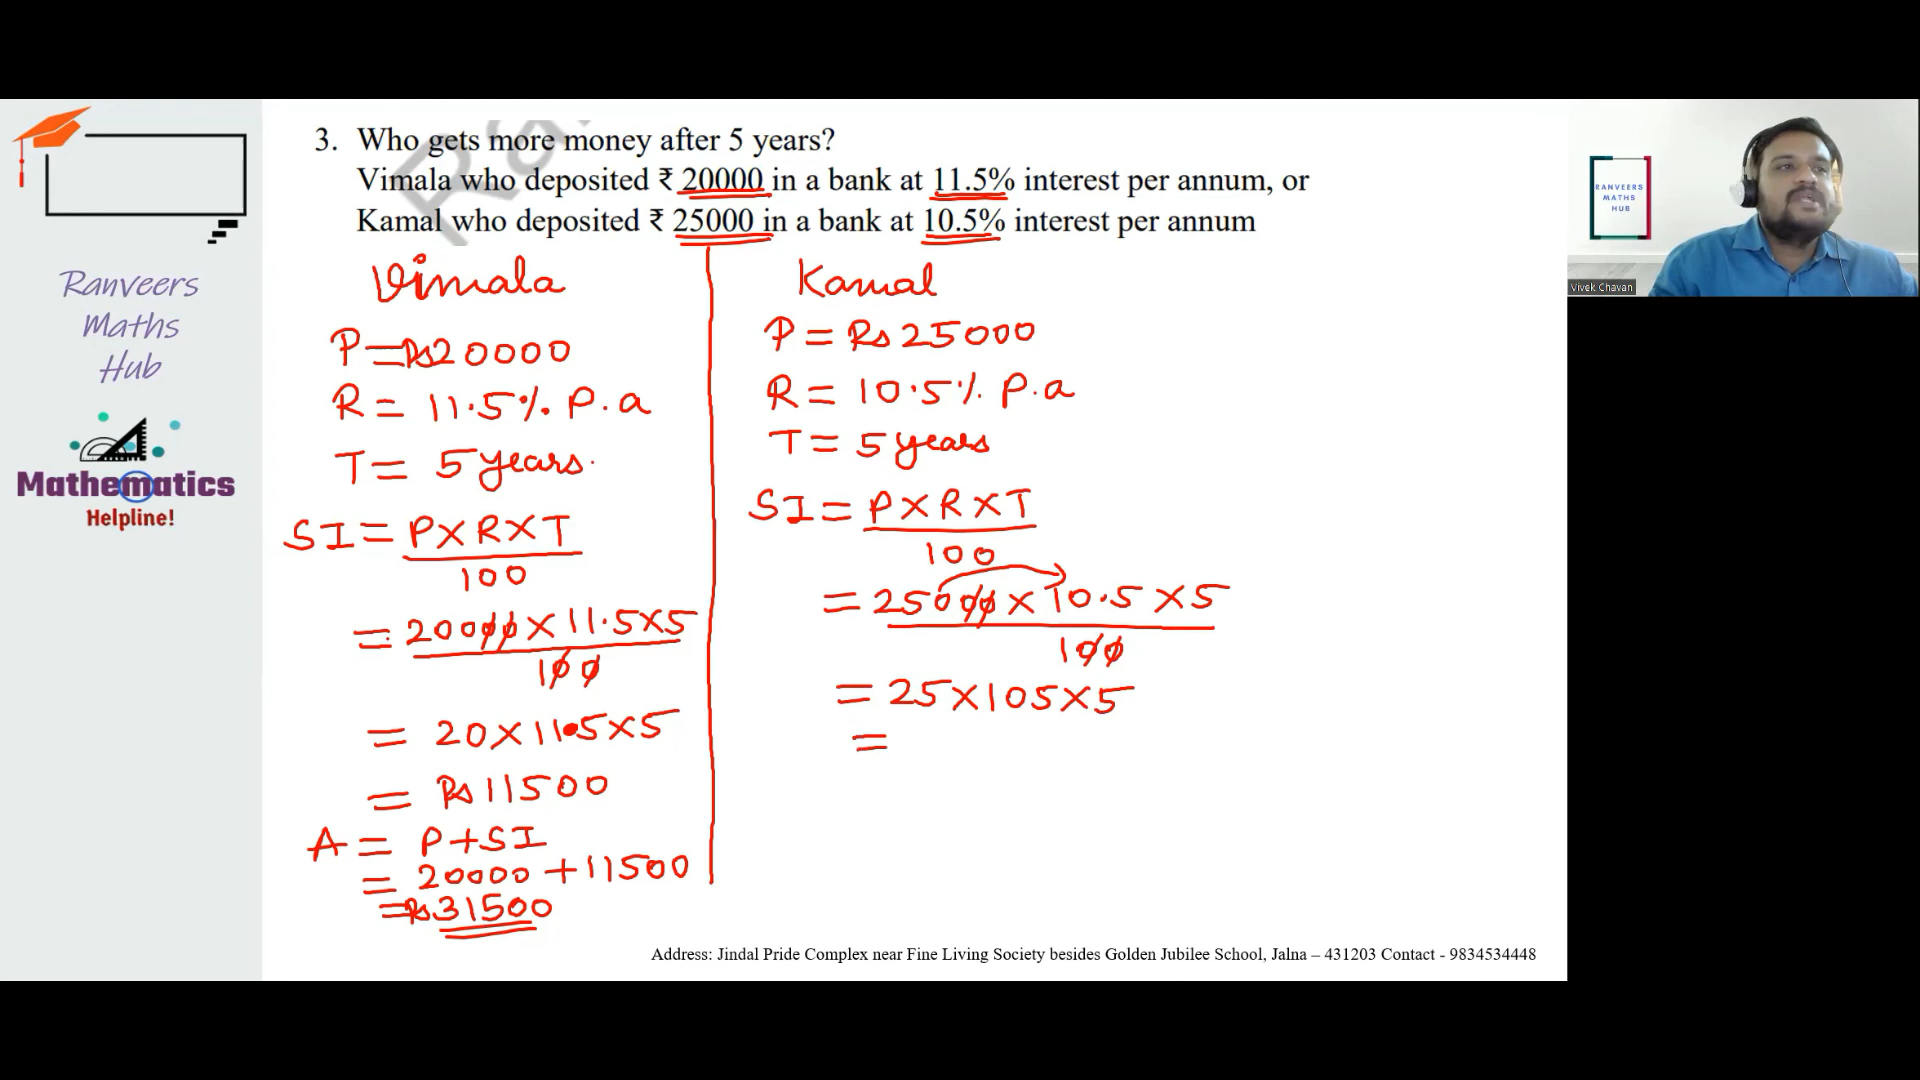 3. Who gets more money after 5 years?
Vimala who deposited ₹ 20000 in a bank at 11.5% interest per annum, or
Kamal who deposited ₹ 25000 in a bank at 10.5% interest per annum
Ranveers
Maths
Hub
Mathematics
Helpline!
Vimala
P=Rs20000
R= 11.5% P.a
T= 5 years.
SI= P×R×T
100
= 20000 × 11.5×5
100
= 20×11.5×5
= Rs 11500
A = P+SI
= 20000 +11500
=Rs.31500
Kamal
P = Rs 25000
R = 10.5% P.a
T= 5 years
SI= P×R×T
100
= 25000 × 10.5 ×5
100
= 25×105×5
=
RANVEERS
MATHS
HUB
Vivek Chavan
Address: Jindal Pride Complex near Fine Living Society besides Golden Jubilee School, Jalna – 431203 Contact - 9834534448